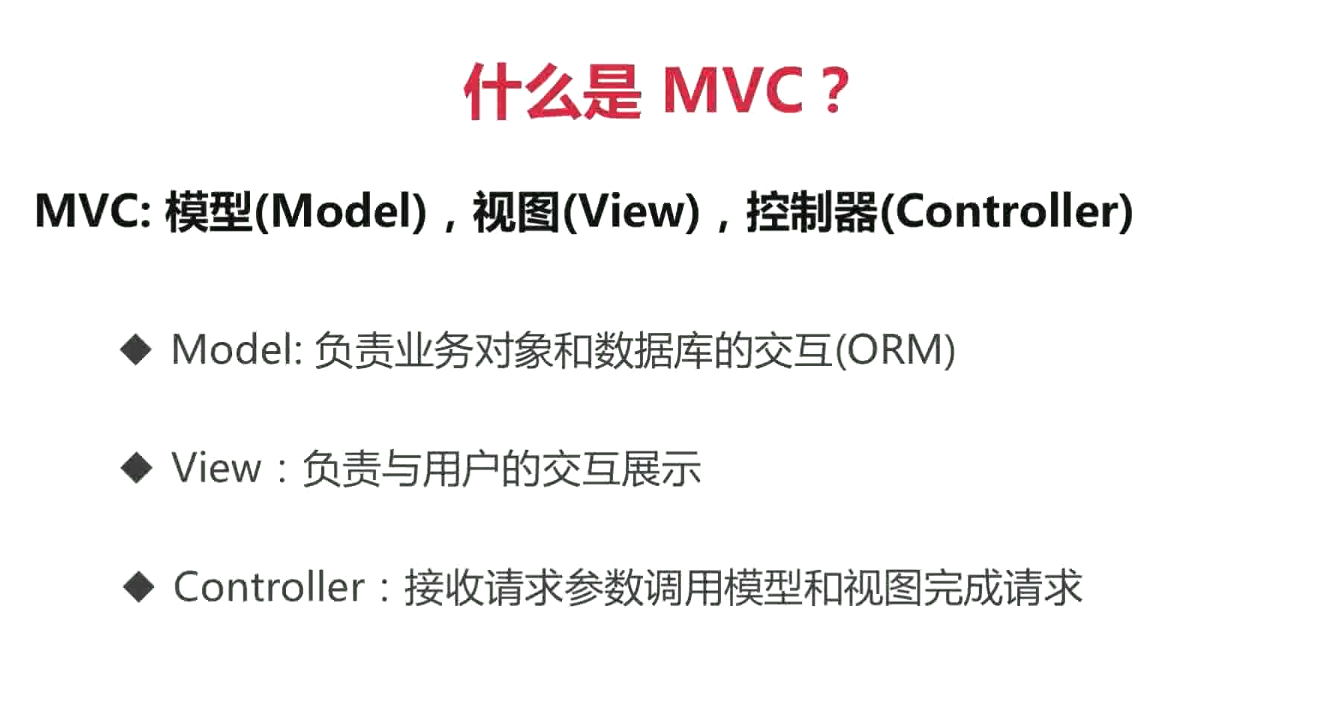 什么是 MVC？
MVC: 模型(Model)，视图(View)，控制器(Controller)
◆ Model: 负责业务对象和数据库的交互(ORM)
◆ View：负责与用户的交互展示
◆ Controller：接收请求参数调用模型和视图完成请求